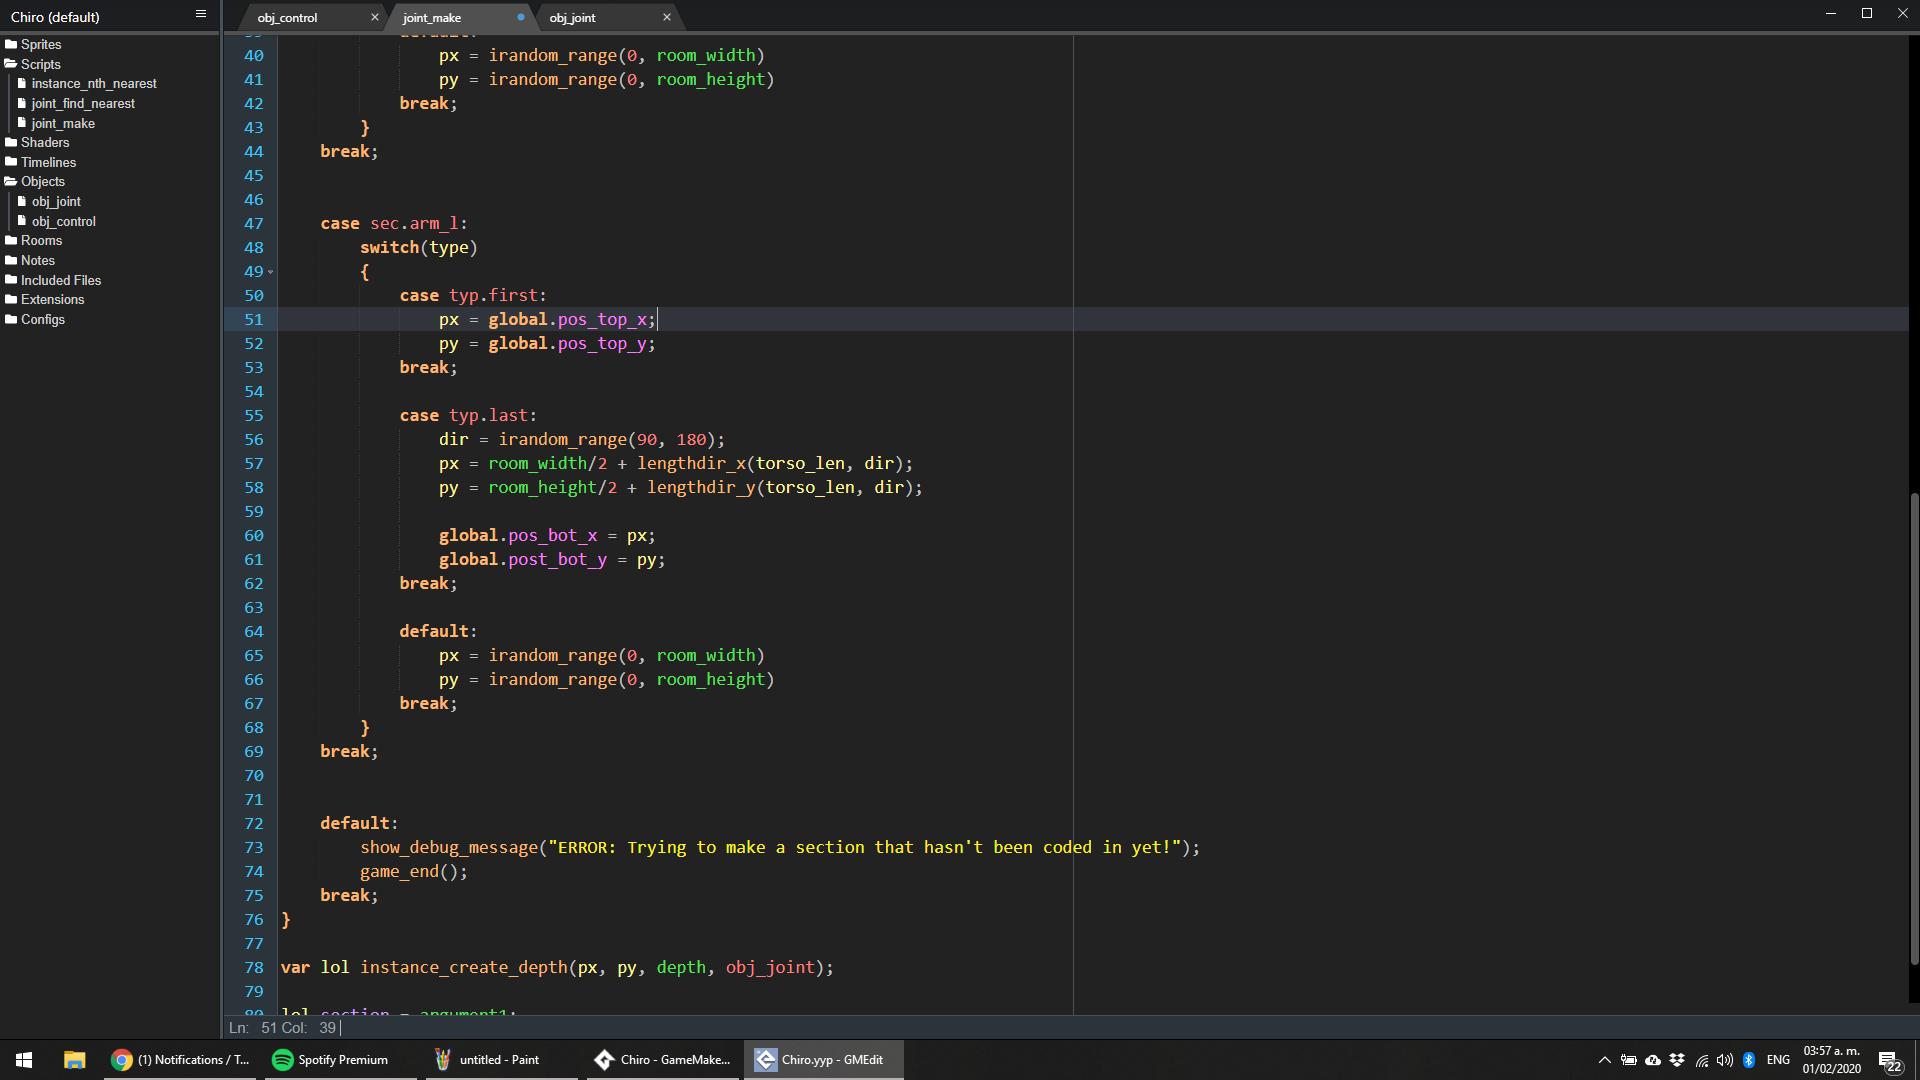 Chiro (default)
obj_control
joint_make
obj_joint
Sprites
Scripts
instance_nth_nearest
joint_find_nearest
joint_make
Shaders
Timelines
Objects
obj_joint
obj_control
Rooms
Notes
Included Files
Extensions
Configs
39 default:
40 px = irandom_range(0, room_width)
41 py = irandom_range(0, room_height)
42 break;
43 }
44 break;
45
46
47 case sec.arm_l:
48 switch(type)
49 {
50 case typ.first:
51 px = global.pos_top_x;
52 py = global.pos_top_y;
53 break;
54
55 case typ.last:
56 dir = irandom_range(90, 180);
57 px = room_width/2 + lengthdir_x(torso_len, dir);
58 py = room_height/2 + lengthdir_y(torso_len, dir);
59
60 global.pos_bot_x = px;
61 global.post_bot_y = py;
62 break;
63
64 default:
65 px = irandom_range(0, room_width)
66 py = irandom_range(0, room_height)
67 break;
68 }
69 break;
70
71
72 default:
73 show_debug_message("ERROR: Trying to make a section that hasn't been coded in yet!");
74 game_end();
75 break;
76 }
77
78 var lol instance_create_depth(px, py, depth, obj_joint);
79
80 lol.section = argument1;
Ln: 51 Col: 39
(1) Notifications / T...
Spotify Premium
untitled - Paint
Chiro - GameMake...
Chiro.yyp - GMEdit
ENG
03:57 a. m.
01/02/2020
22